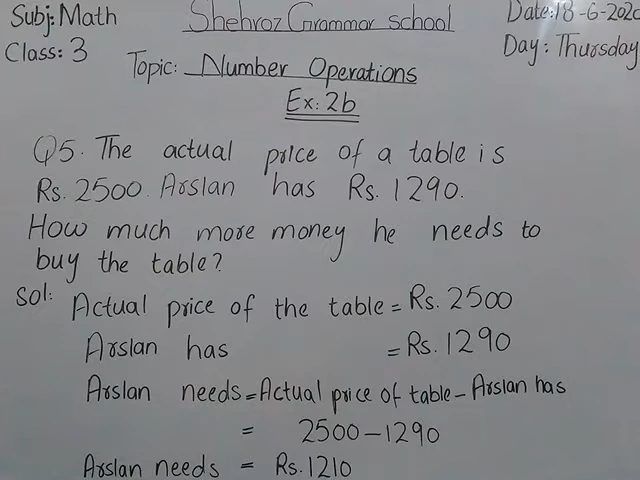 Subj: Math Shehroz Grammar school Date: 18-6-2020
Class: 3 Day: Thursday
Topic: Number Operations
Ex: 2b
Q5. The actual price of a table is
Rs. 2500. Arslan has Rs. 1290.
How much more money he needs to
buy the table?
Sol: Actual price of the table = Rs. 2500
Arslan has = Rs. 1290
Arslan needs = Actual price of table - Arslan has
= 2500 - 1290
Arslan needs = Rs. 1210